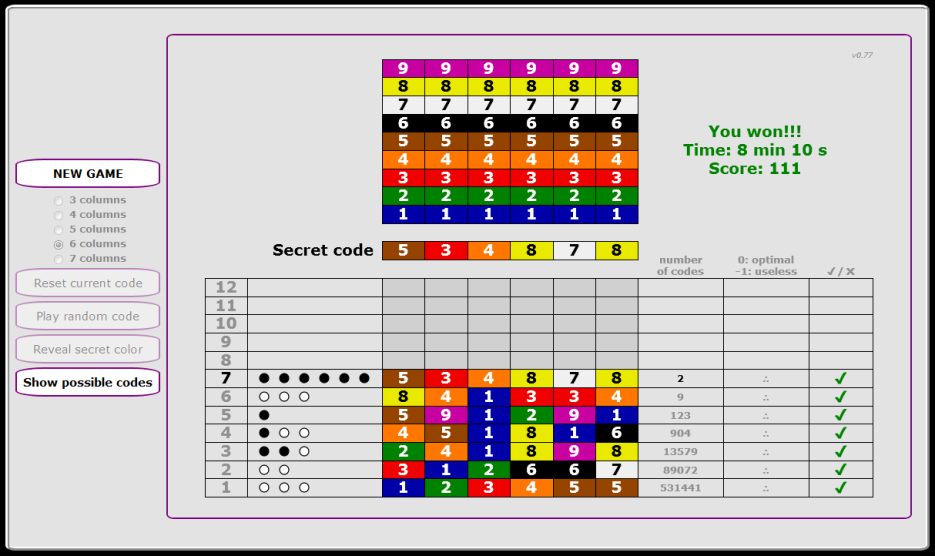 v0.77
9 9 9 9 9 9
8 8 8 8 8 8
7 7 7 7 7 7
6 6 6 6 6 6
5 5 5 5 5 5
4 4 4 4 4 4
3 3 3 3 3 3
2 2 2 2 2 2
1 1 1 1 1 1
You won!!!
Time: 8 min 10 s
Score: 111
NEW GAME
3 columns
4 columns
5 columns
6 columns
7 columns
Reset current code
Play random code
Reveal secret color
Show possible codes
Secret code 5 3 4 8 7 8
number of codes
0: optimal
-1: useless
✓/✗
12
11
10
9
8
7 5 3 4 8 7 8 2 ∴ ✓
6 8 4 1 3 3 4 9 ∴ ✓
5 5 9 1 2 9 1 123 ∴ ✓
4 4 5 1 8 1 6 904 ∴ ✓
3 2 4 1 8 9 8 13579 ∴ ✓
2 3 1 2 6 6 7 89072 ∴ ✓
1 1 2 3 4 5 5 531441 ∴ ✓